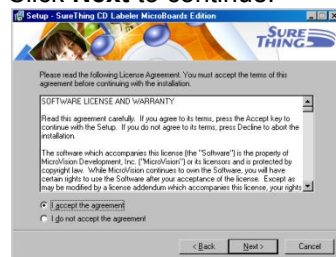 Click Next to continue.
Setup - SureThing CD Labeler MicroBoards Edition
SURE
THING
Please read the following License Agreement. You must accept the terms of this
agreement before continuing with the installation.
SOFTWARE LICENSE AND WARRANTY
Read this agreement carefully. If you agree to its terms, press the Accept key to
continue with the Setup. If you do not agree to its terms, press Decline to abort the
installation.
The software which accompanies this license (the "Software") is the property of
MicroVision Development, Inc. ("MicroVision") or its licensors and is protected by
copyright law. While MicroVision continues to own the Software, you will have
certain rights to use the Software after your acceptance of the license. Except as
may be modified by a license addendum which accompanies this license, your rights
I accept the agreement
I do not accept the agreement
< Back
Next >
Cancel